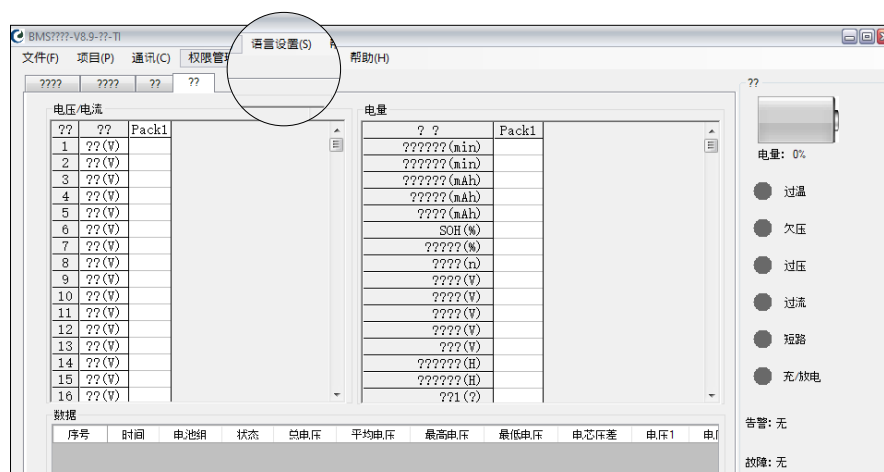 BMS????-V8.9-??-TI
文件(F) 项目(P) 通讯(C) 权限管 语言设置(S) 帮助(H)
???? ???? ?? ??
电压/电流
?? ?? Pack1
1 ??(V)
2 ??(V)
3 ??(V)
4 ??(V)
5 ??(V)
6 ??(V)
7 ??(V)
8 ??(V)
9 ??(V)
10 ??(V)
11 ??(V)
12 ??(V)
13 ??(V)
14 ??(V)
15 ??(V)
16 ??(V)
电量
? ? Pack1
??????(min)
??????(min)
??????(mAh)
????(mAh)
????(mAh)
SOH(%)
?????(%)
????(n)
????(V)
????(V)
????(V)
????(V)
???(V)
??????(H)
??????(H)
??1(?)
数据
序号 时间 电池组 状态 总电压 平均电压 最高电压 最低电压 电芯压差 电压1 电
??
电量: 0%
过温
欠压
过压
过流
短路
充/放电
告警: 无
故障: 无